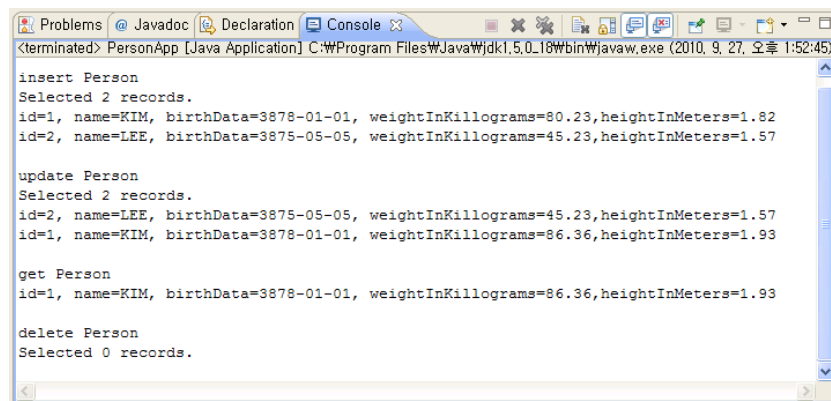 Problems @ Javadoc Declaration Console
<terminated> PersonApp [Java Application] C:₩Program Files₩Java₩jdk1.5.0_18₩bin₩javaw.exe (2010. 9. 27. 오후 1:52:45)
insert Person
Selected 2 records.
id=1, name=KIM, birthData=3878-01-01, weightInKillograms=80.23,heightInMeters=1.82
id=2, name=LEE, birthData=3875-05-05, weightInKillograms=45.23,heightInMeters=1.57
update Person
Selected 2 records.
id=2, name=LEE, birthData=3875-05-05, weightInKillograms=45.23,heightInMeters=1.57
id=1, name=KIM, birthData=3878-01-01, weightInKillograms=86.36,heightInMeters=1.93
get Person
id=1, name=KIM, birthData=3878-01-01, weightInKillograms=86.36,heightInMeters=1.93
delete Person
Selected 0 records.